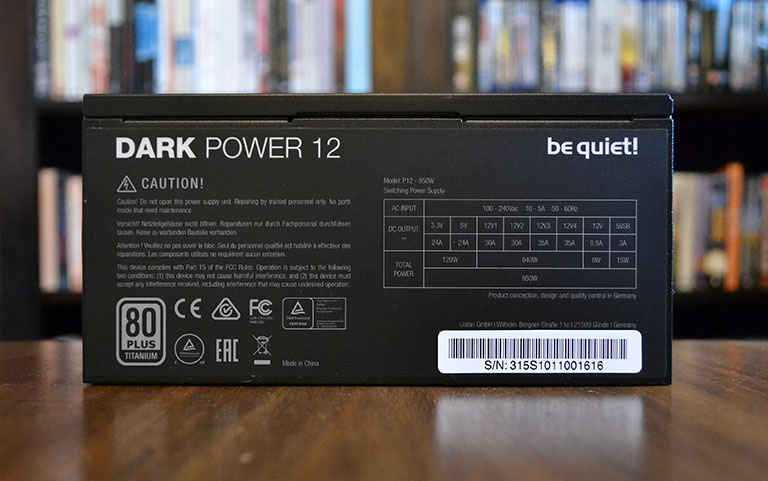 DARK POWER 12
be quiet!
CAUTION!
Caution! Do not open this power supply unit. Repairing by trained personnel only. No ports
inside that need maintenance.
Vorsicht! Netzteilgehäuse nicht öffnen. Reparaturen nur durch Fachpersonal durchführen
lassen. Keine zu wartenden Bauteile vorhanden.
Attention ! Veuillez ne pas ouvrir le bloc. Seul du personnel qualifié est habilité à effectuer des
réparations. Les composants utilisés ne requièrent aucun entretien.
This device complies with Part 15 of the FCC Rules. Operation is subject to the following
two conditions: (1) this device may not cause harmful interference, and (2) this device must
accept any interference received, including interference that may cause undesired operation.
Model: P12 - 850W
Switching Power Supply
AC INPUT 100 - 240Vac 10 - 5A 50 - 60Hz
DC OUTPUT 3.3V 5V 12V1 12V2 12V3 12V4 -12V 5VSB
24A 24A 30A 30A 35A 35A 0.5A 3A
TOTAL POWER 120W 840W 6W 15W
850W
Product conception, design and quality control in Germany
80 PLUS TITANIUM
CE
FC
EAC
Made in China
Listan GmbH | Wilhelm-Bergner-Straße 11c | 21509 Glinde | Germany
S/N: 315S1011001616